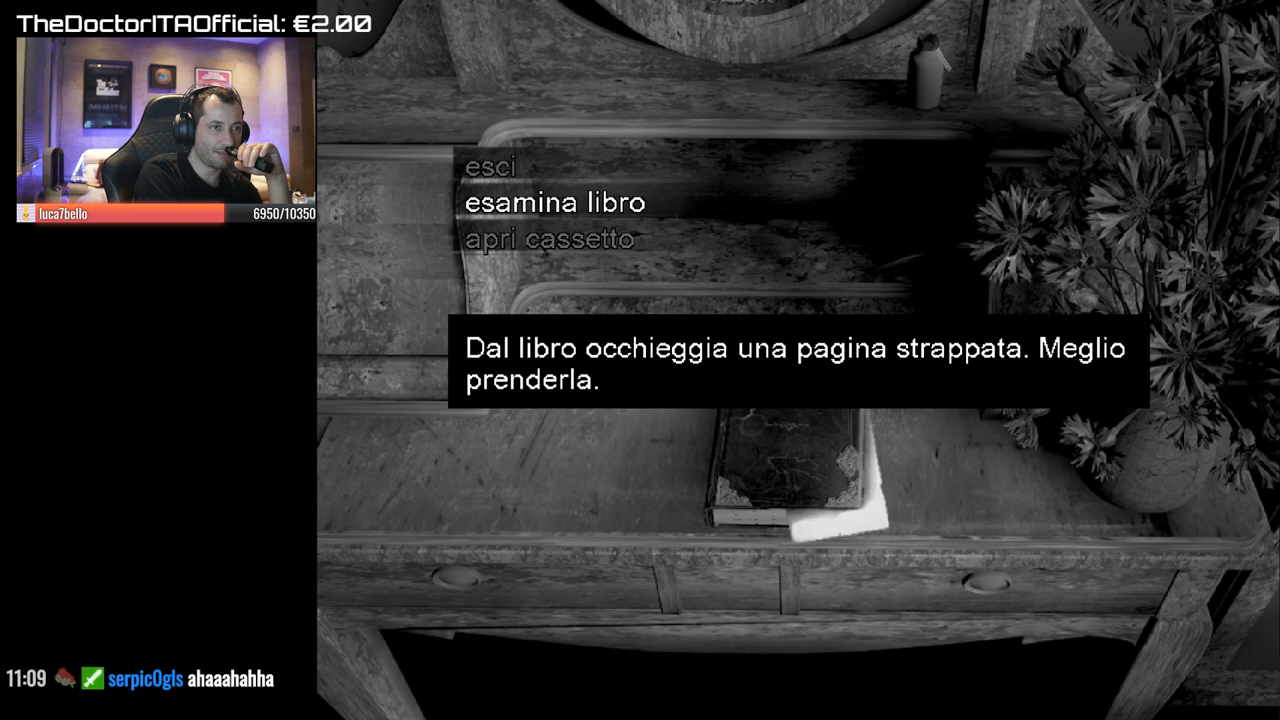 TheDoctorITAOfficial: €2.00
luca7bello
6950/10350
esci
esamina libro
apri cassetto
Dal libro occhieggia una pagina strappata. Meglio
prenderla.
11:09 serpic0gls ahaaahahha